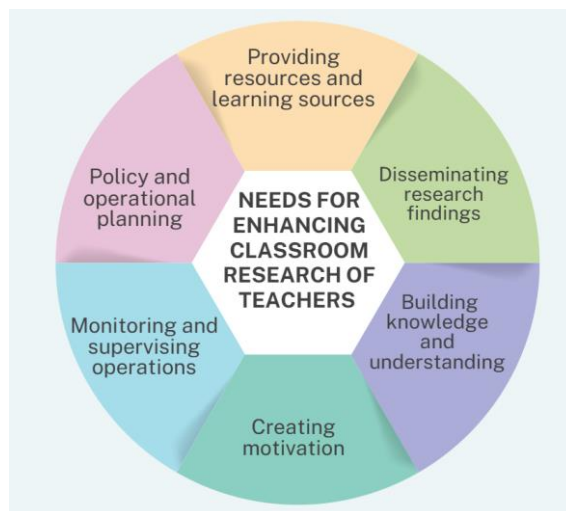 Providing
resources and
learning sources
Disseminating
research
findings
Building
knowledge
and
understanding
Creating
motivation
Monitoring and
supervising
operations
Policy and
operational
planning
NEEDS FOR
ENHANCING
CLASSROOM
RESEARCH OF
TEACHERS